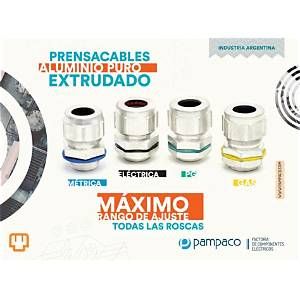 PRENSACABLES
ALUMINIO PURO
EXTRUDADO
INDUSTRIA ARGENTINA
MÉTRICA
ELÉCTRICA
PG
GAS
MÁXIMO
RANGO DE AJUSTE
TODAS LAS ROSCAS
pampaco
FACTORIA
DE COMPONENTES
ELÉCTRICOS